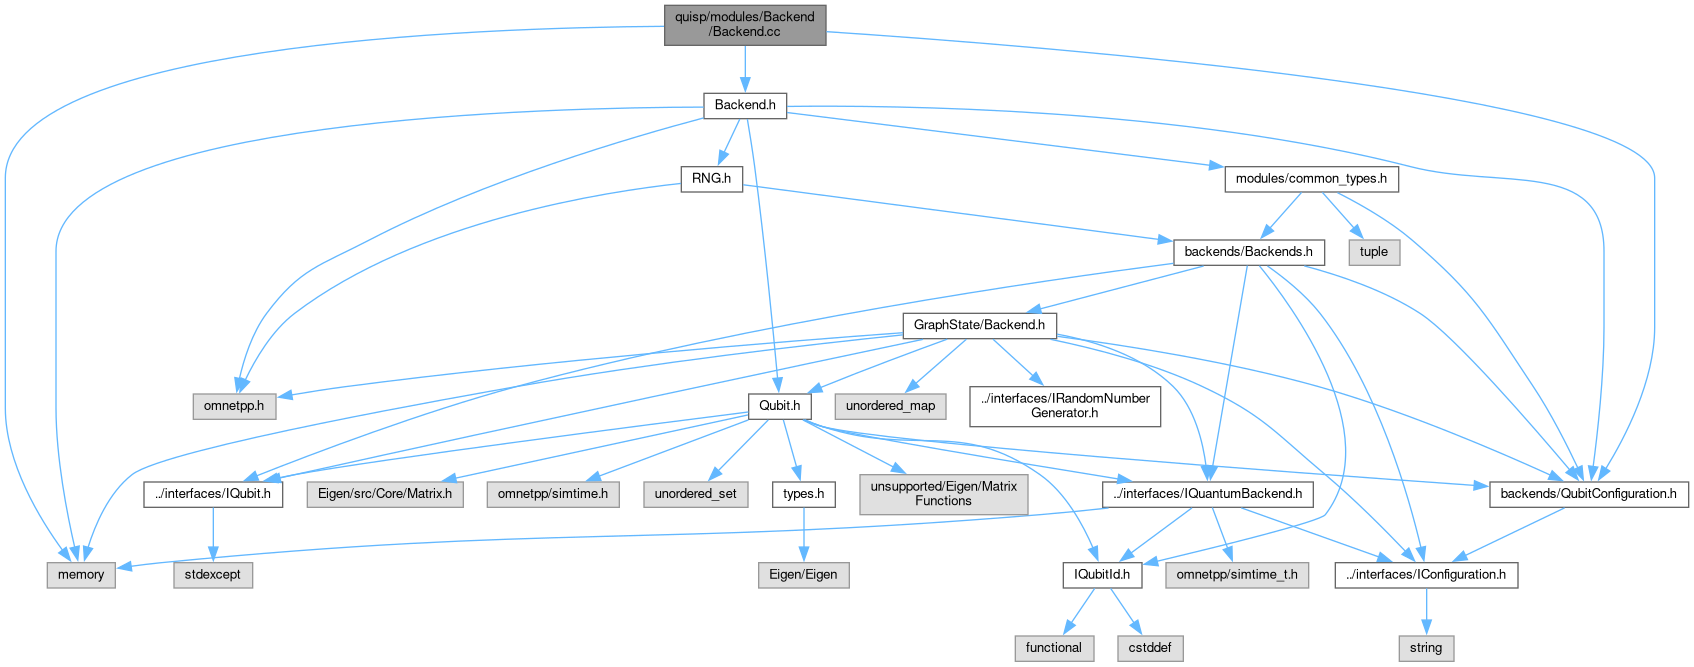 quisp/modules/Backend
/Backend.cc
Backend.h
RNG.h
modules/common_types.h
backends/Backends.h
tuple
GraphState/Backend.h
omnetpp.h
Qubit.h
unordered_map
../interfaces/IRandomNumber
Generator.h
../interfaces/IQubit.h
Eigen/src/Core/Matrix.h
omnetpp/simtime.h
unordered_set
types.h
unsupported/Eigen/Matrix
Functions
../interfaces/IQuantumBackend.h
backends/QubitConfiguration.h
memory
stdexcept
Eigen/Eigen
IQubitId.h
omnetpp/simtime_t.h
../interfaces/IConfiguration.h
functional
cstddef
string